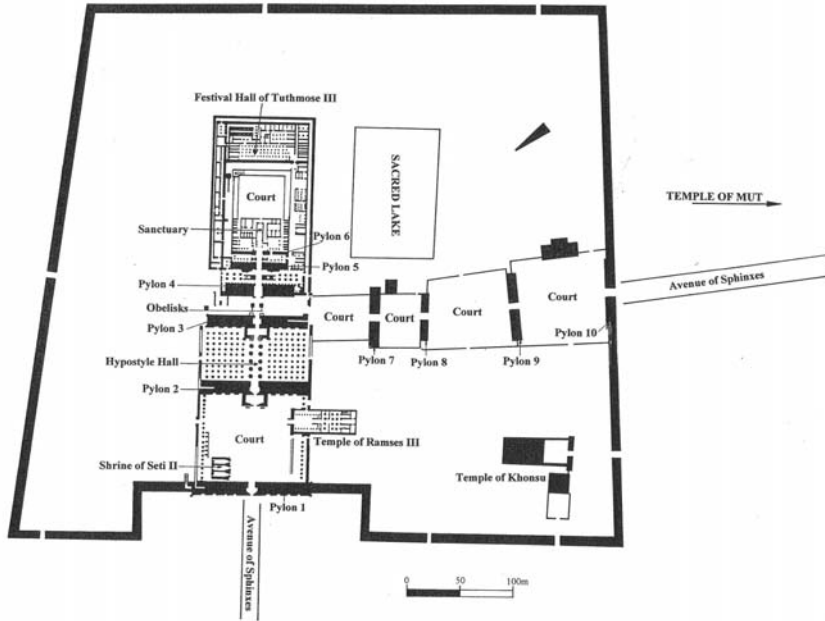 Festival Hall of Tuthmose III
SACRED LAKE
Court
TEMPLE OF MUT
Sanctuary
Pylon 6
Pylon 5
Pylon 4
Avenue of Sphinxes
Obelisks
Court
Court
Court
Court
Pylon 3
Pylon 10
Pylon 7
Pylon 8
Pylon 9
Hypostyle Hall
Pylon 2
Court
Temple of Ramses III
Shrine of Seti II
Temple of Khonsu
Pylon 1
Avenue of Sphinxes
0 50 100m